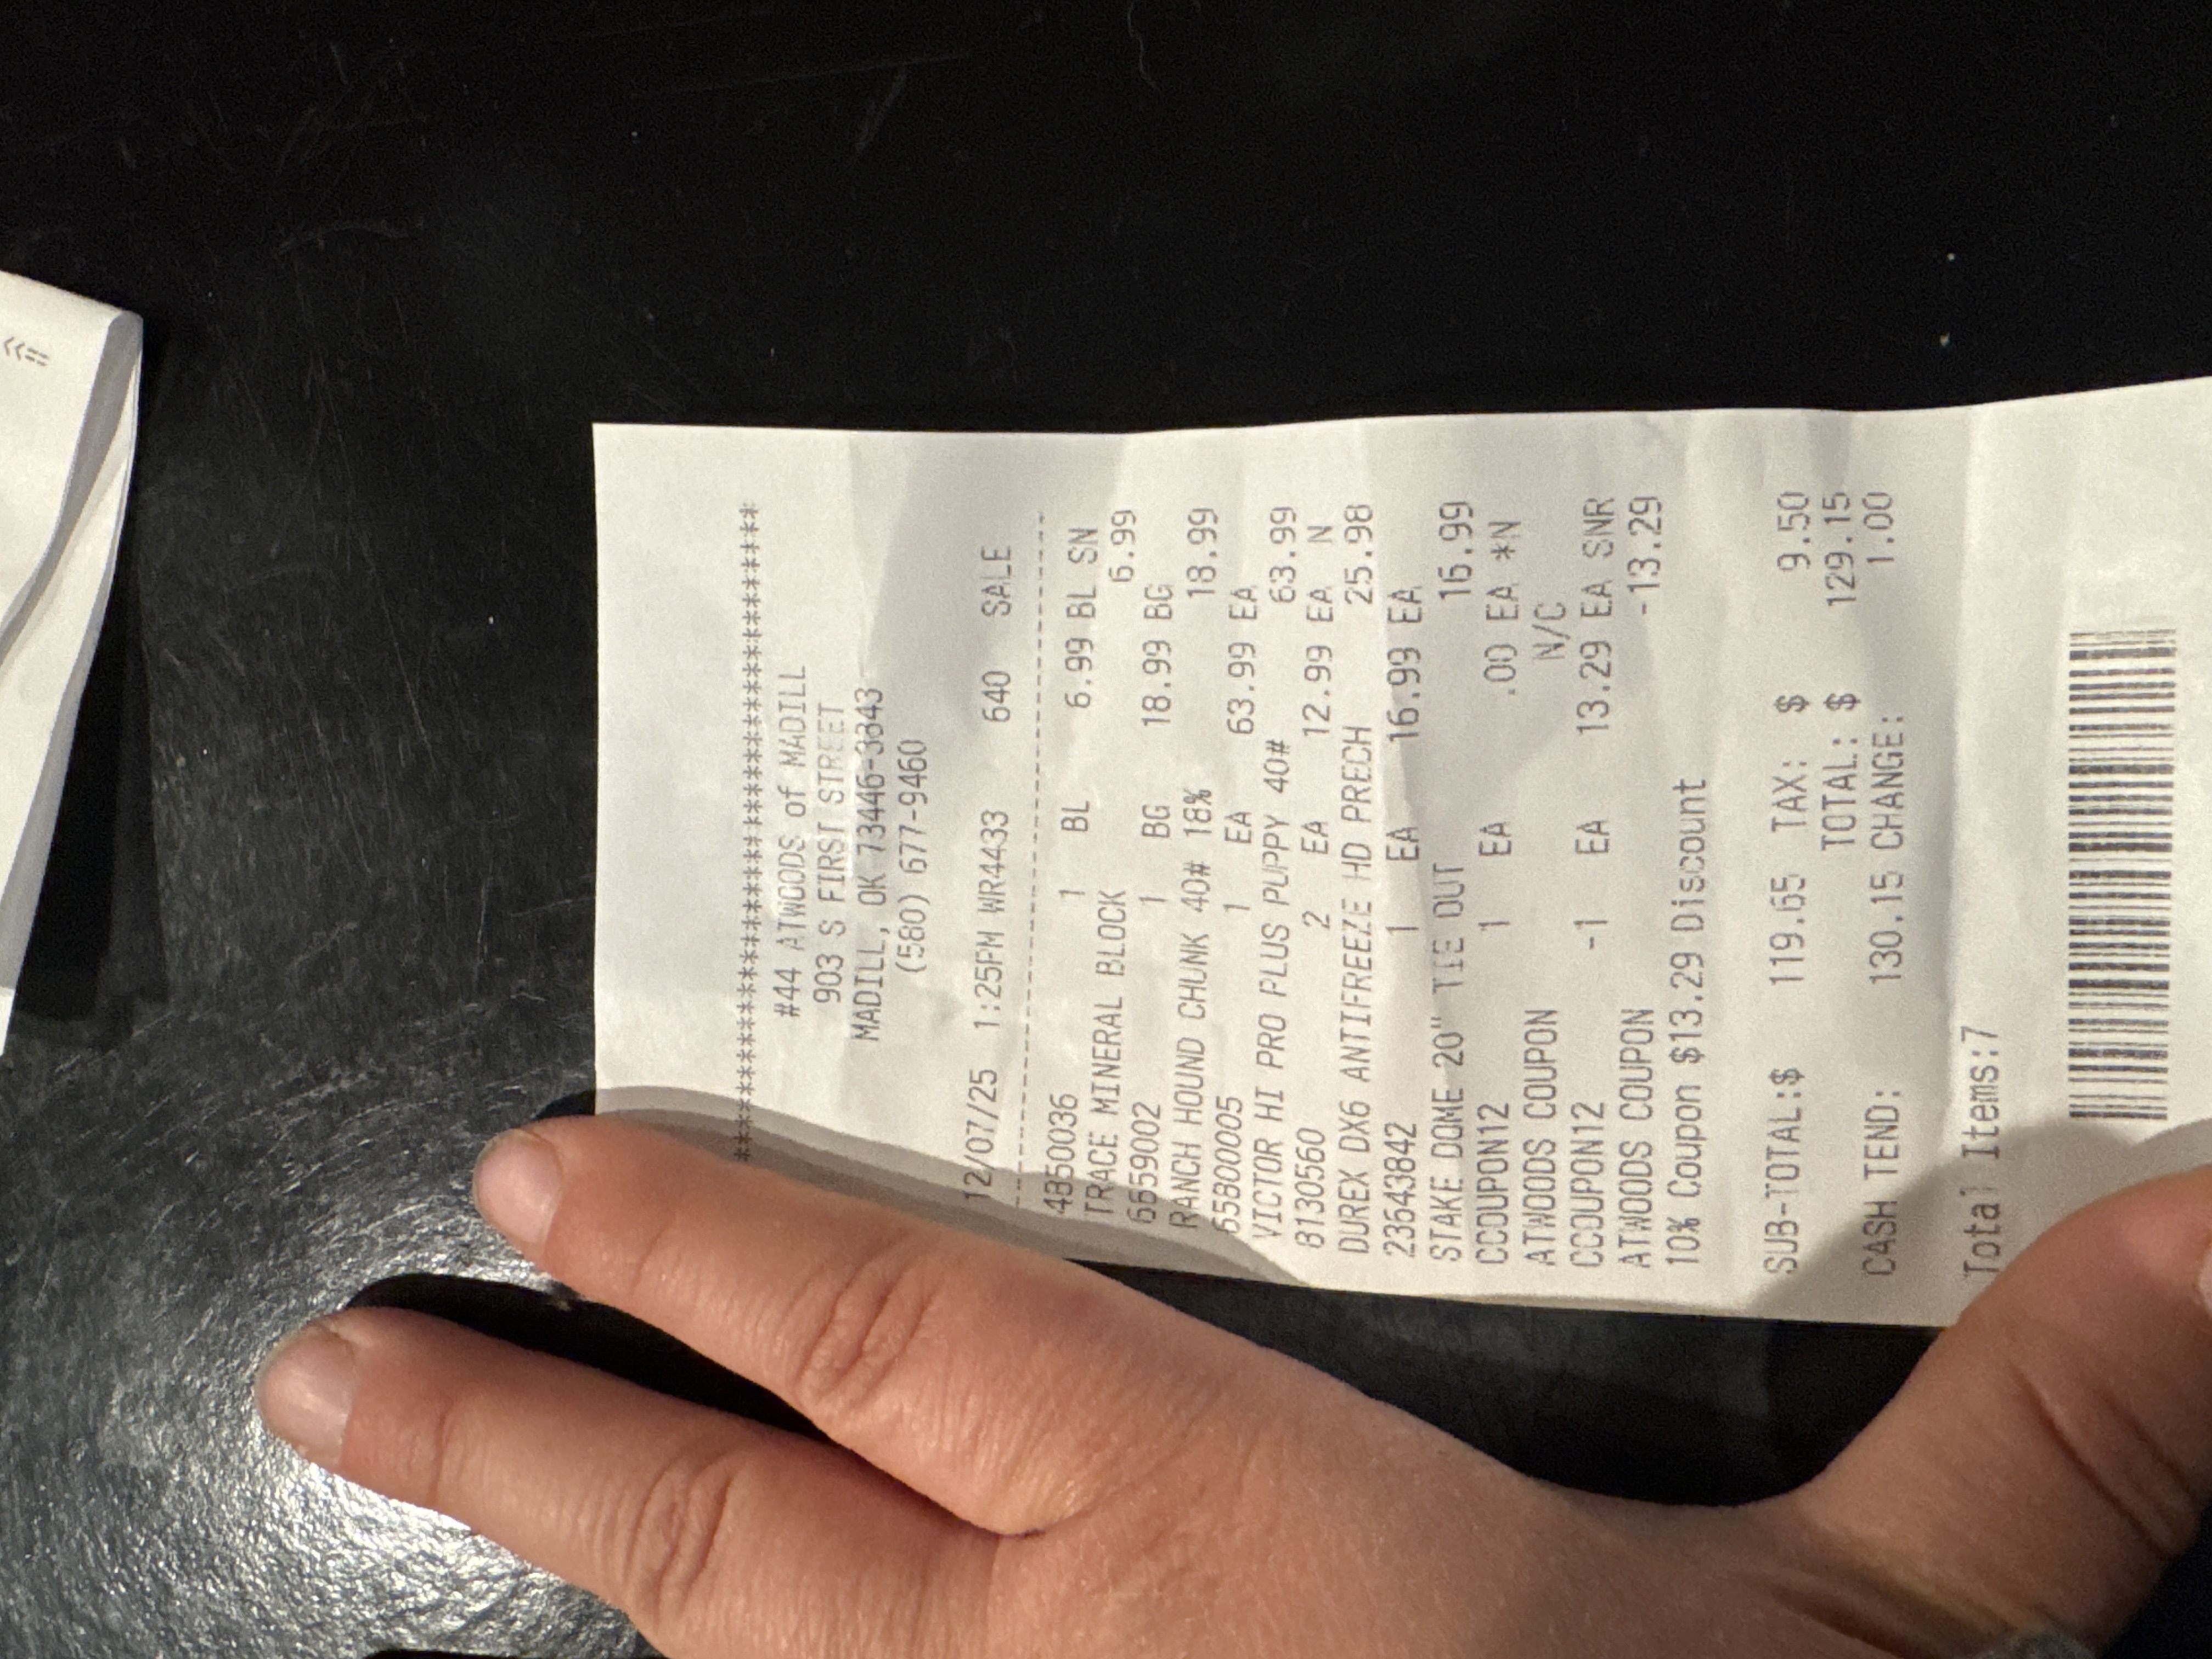 ****************************************
#44 ATWOODS of MADILL
903 S FIRST STREET
MADILL, OK 73446-3343
(580) 677-9460
12/07/25 1:25PM WR4433 640 SALE
----------------------------------------
48500036 1 BL 6.99 BL SN
TRACE MINERAL BLOCK 6.99
6659002 1 BG 18.99 BG
RANCH HOUND CHUNK 40# 18% 18.99
65800005 1 EA 63.99 EA
VICTOR HI PRO PLUS PUPPY 40# 63.99
8130560 2 EA 12.99 EA N
DUREX DX6 ANTIFREEZE HD PRECH 25.98
23643842 1 EA 16.99 EA
STAKE DOME 20" TIE OUT 16.99
CCOUPON12 1 EA .00 EA *N
ATWOODS COUPON N/C
CCOUPON12 -1 EA 13.29 EA SNR
ATWOODS COUPON -13.29
10% Coupon $13.29 Discount
SUB-TOTAL:$ 119.65 TAX: $ 9.50
TOTAL: $ 129.15
CASH TEND: 130.15 CHANGE: 1.00
Total Items:7